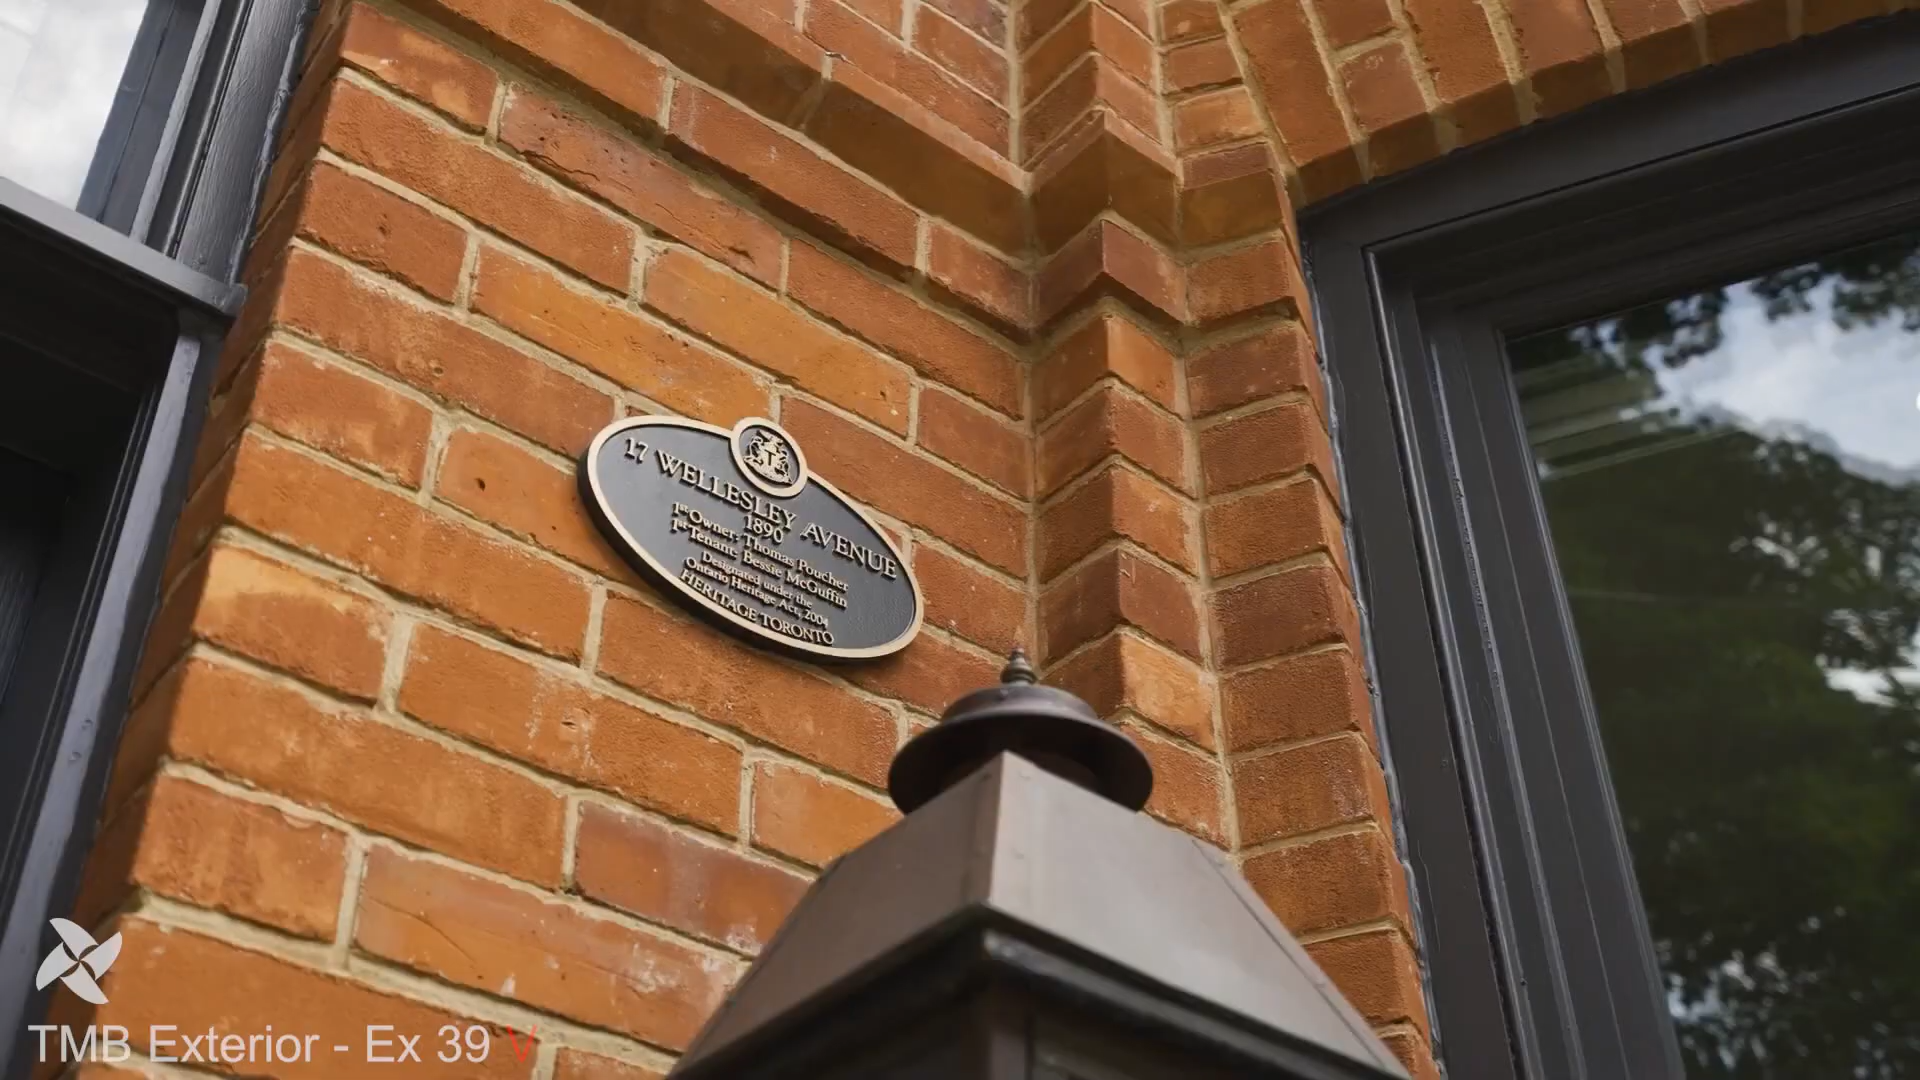 17 WELLESLEY AVENUE
1890
1st Owner: Thomas Poucher
1st Tenant: Bessie McGuffin
Designated under the
Ontario Heritage Act, 2004
HERITAGE TORONTO
TMB Exterior - Ex 39 V